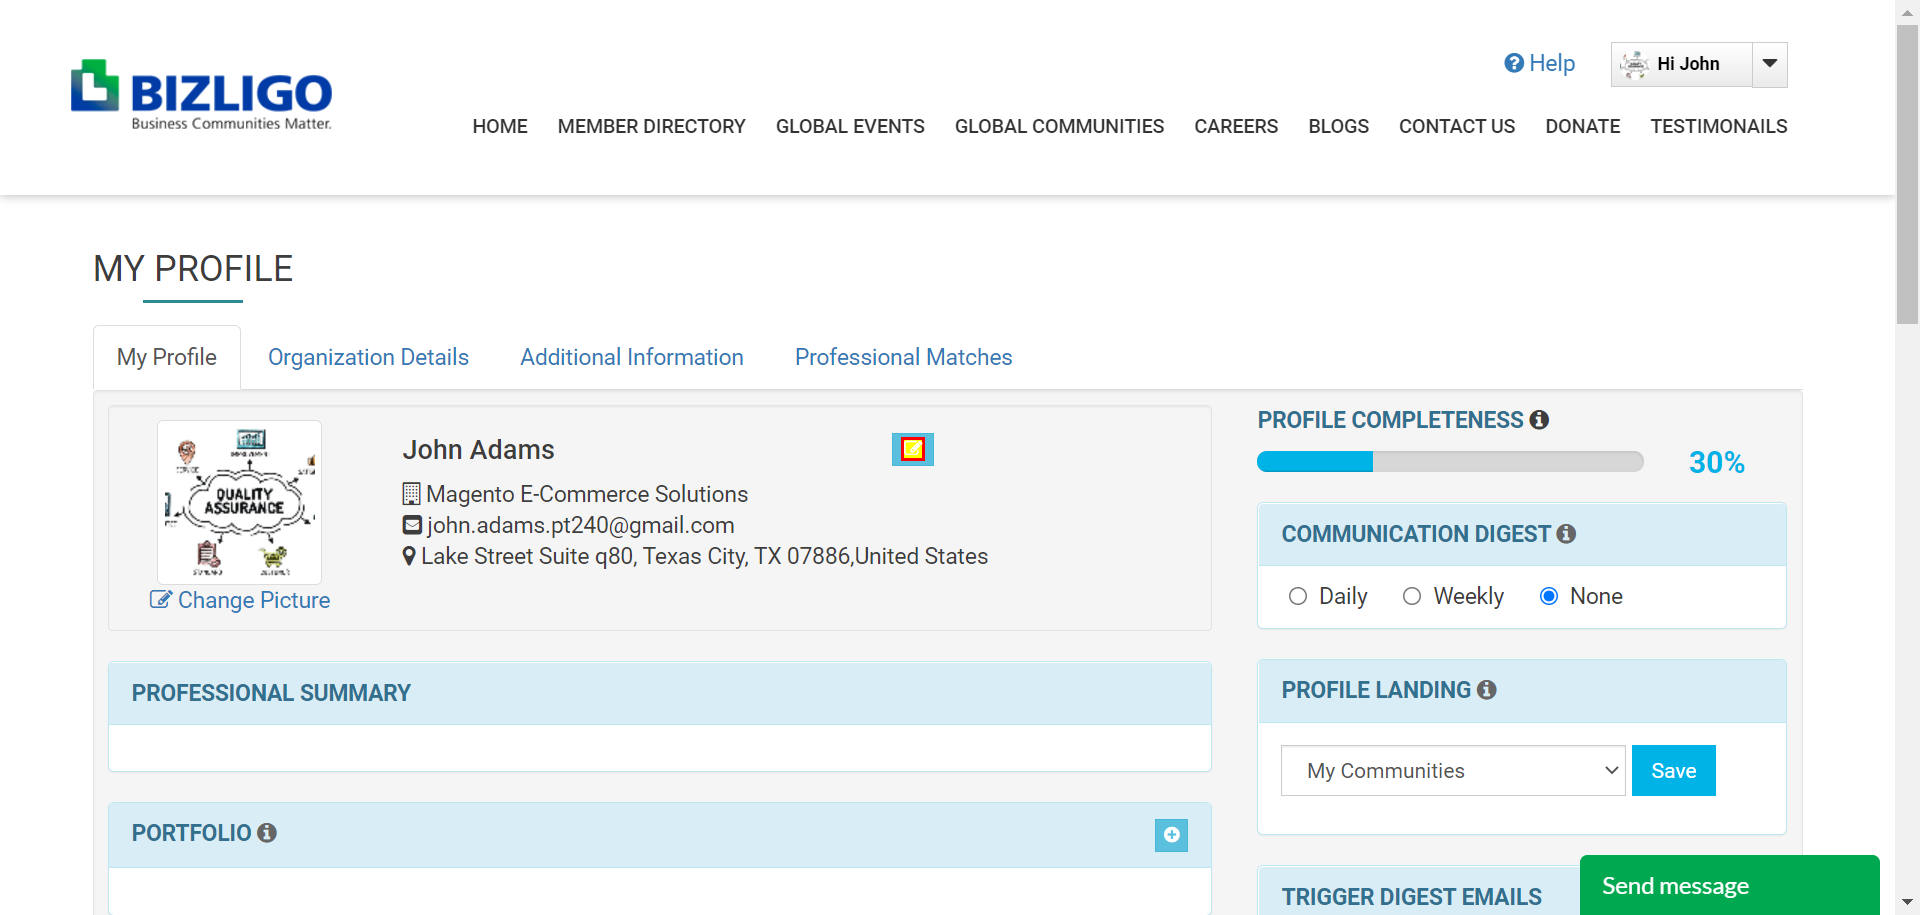 Help
Hi John
BIZLIGO
Business Communities Matter.
HOME MEMBER DIRECTORY GLOBAL EVENTS GLOBAL COMMUNITIES CAREERS BLOGS CONTACT US DONATE TESTIMONAILS
MY PROFILE
My Profile Organization Details Additional Information Professional Matches
QUALITY
ASSURANCE
Change Picture
John Adams
Magento E-Commerce Solutions
john.adams.pt240@gmail.com
Lake Street Suite q80, Texas City, TX 07886,United States
PROFESSIONAL SUMMARY
PORTFOLIO
PROFILE COMPLETENESS
30%
COMMUNICATION DIGEST
Daily Weekly None
PROFILE LANDING
My Communities Save
TRIGGER DIGEST EMAILS
Send message